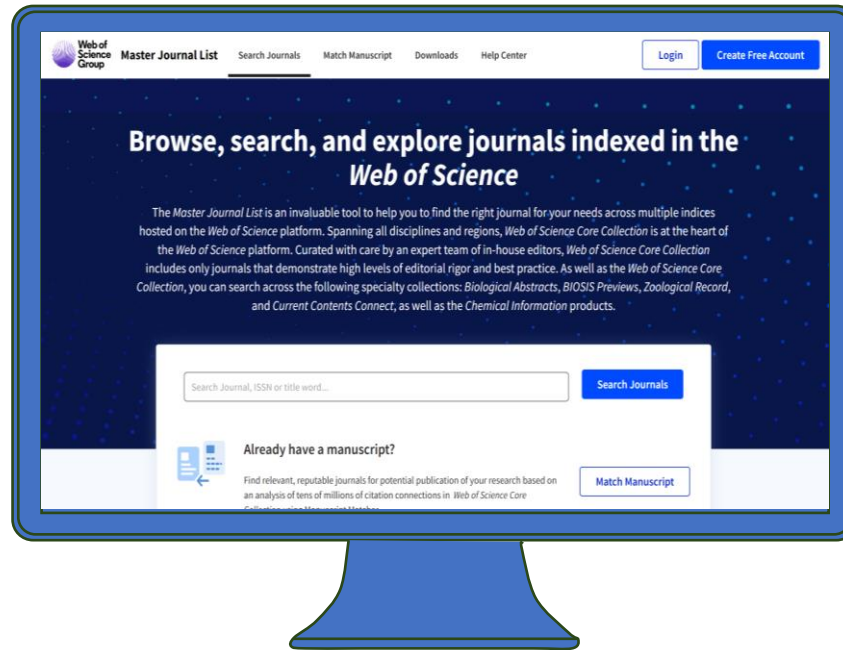 Web of
Science
Group
Master Journal List
Search Journals
Match Manuscript
Downloads
Help Center
Login
Create Free Account
Browse, search, and explore journals indexed in the
Web of Science
The Master Journal List is an invaluable tool to help you to find the right journal for your needs across multiple indices
hosted on the Web of Science platform. Spanning all disciplines and regions, Web of Science Core Collection is at the heart of
the Web of Science platform. Curated with care by an expert team of in-house editors, Web of Science Core Collection
includes only journals that demonstrate high levels of editorial rigor and best practice. As well as the Web of Science Core
Collection, you can search across the following specialty collections: Biological Abstracts, BIOSIS Previews, Zoological Record,
and Current Contents Connect, as well as the Chemical Information products.
Search Journal, ISSN or title word...
Search Journals
Already have a manuscript?
Find relevant, reputable journals for potential publication of your research based on
an analysis of tens of millions of citation connections in Web of Science Core
Collection using Manuscript Matcher.
Match Manuscript